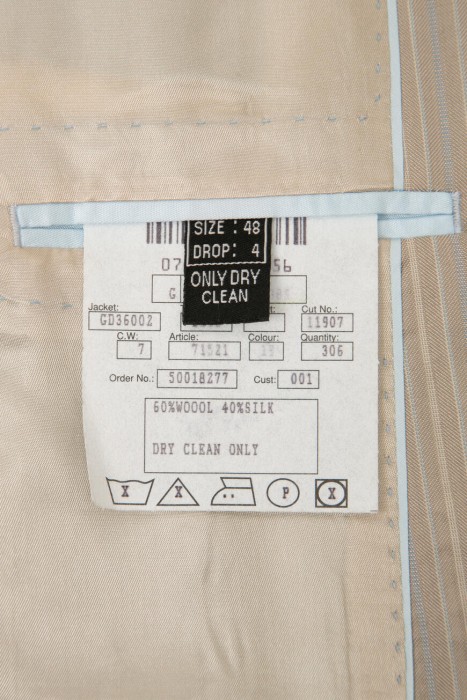 SIZE : 48
DROP: 4
ONLY DRY
CLEAN
07 56
G
Jacket: Cut No.:
GD36002 11907
C.W: Article: Colour: Quantity:
7 71521 306
Order No.: 50018277 Cust: 001
60%WOOOL 40%SILK
DRY CLEAN ONLY
X X P X